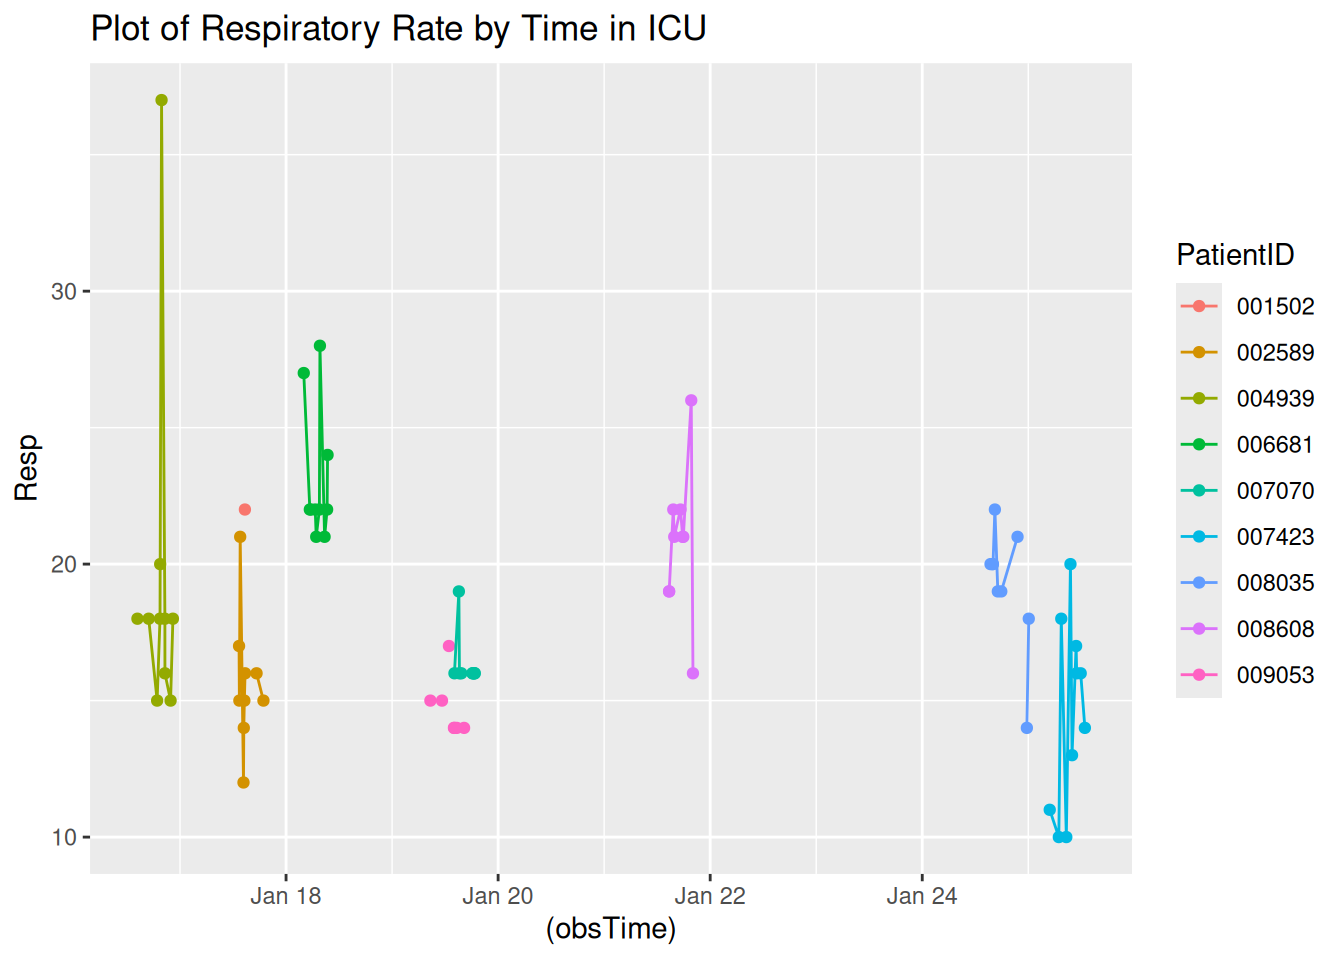 Plot of Respiratory Rate by Time in ICU
Resp
30
20
10
Jan 18
Jan 20
Jan 22
Jan 24
(obsTime)
PatientID
001502
002589
004939
006681
007070
007423
008035
008608
009053